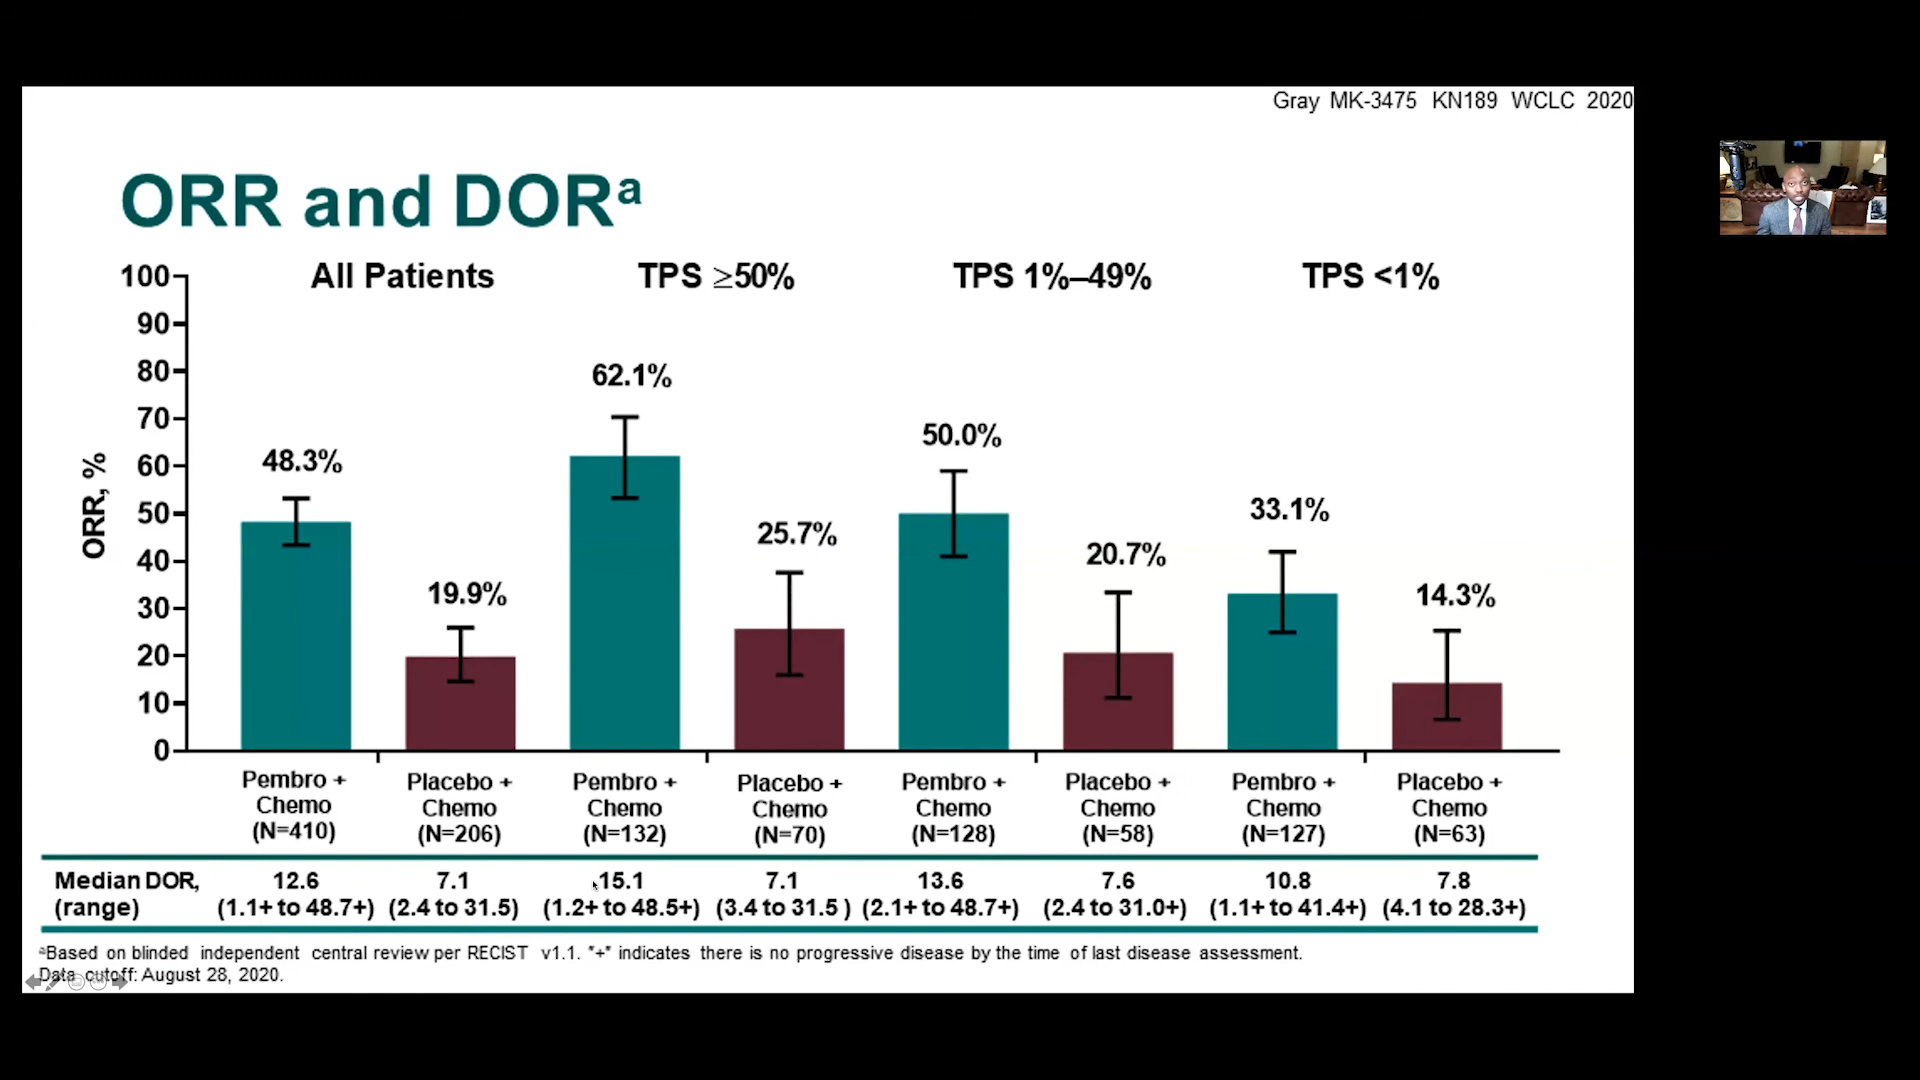 Gray MK-3475 KN189 WCLC 2020
ORR and DORª
All Patients TPS ≥50% TPS 1%–49% TPS <1%
100
90
80
70
60
50
40
30
20
10
0
ORR, %
48.3% 19.9% 62.1% 25.7% 50.0% 20.7% 33.1% 14.3%
Pembro + Placebo + Pembro + Placebo + Pembro + Placebo + Pembro + Placebo +
Chemo Chemo Chemo Chemo Chemo Chemo Chemo Chemo
(N=410) (N=206) (N=132) (N=70) (N=128) (N=58) (N=127) (N=63)
Median DOR, 12.6 7.1 15.1 7.1 13.6 7.6 10.8 7.8
(range) (1.1+ to 48.7+) (2.4 to 31.5) (1.2+ to 48.5+) (3.4 to 31.5 ) (2.1+ to 48.7+) (2.4 to 31.0+) (1.1+ to 41.4+) (4.1 to 28.3+)
ªBased on blinded independent central review per RECIST v1.1. "+" indicates there is no progressive disease by the time of last disease assessment.
Data cutoff: August 28, 2020.